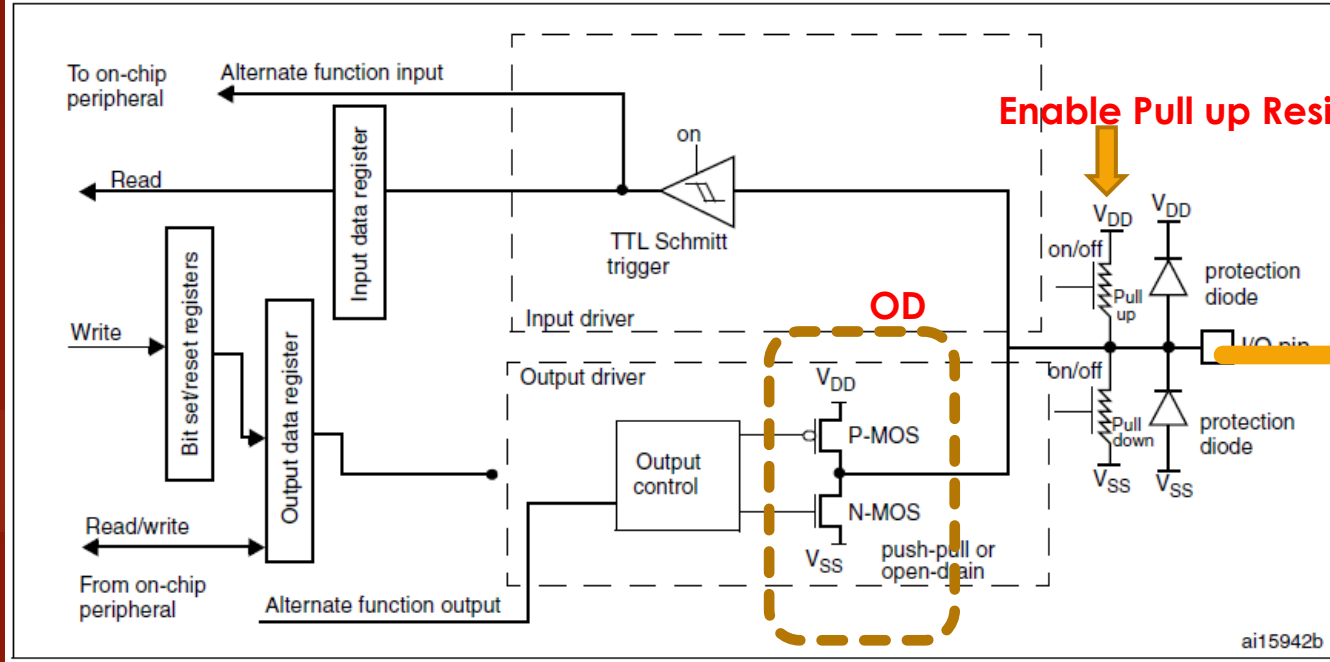 To on-chip
peripheral
Alternate function input
on
Enable Pull up Resi
Read
Input data register
TTL Schmitt
trigger
VDD
VDD
on/off
Pull
up
protection
diode
Write
Bit set/reset registers
Output data register
Input driver
OD
I/O pin
Output driver
VDD
P-MOS
Output
control
N-MOS
VSS
push-pull or
open-drain
on/off
Pull
down
VSS
VSS
protection
diode
Read/write
From on-chip
peripheral
Alternate function output
ai15942b